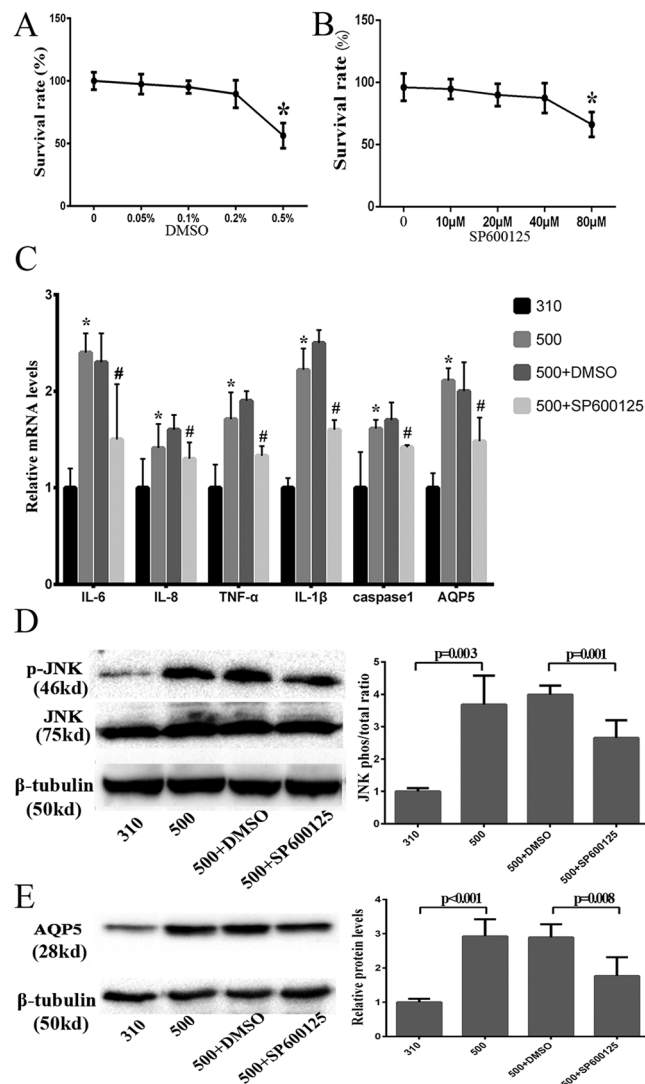 A
Survival rate (%)
150
100
50
0
*
0 0.05% 0.1% 0.2% 0.5%
DMSO
B
Survival rate (%)
150
100
50
0
*
0 10µM 20µM 40µM 80µM
SP600125
C
Relative mRNA levels
3
2
1
0
* #
* #
* #
* #
* #
* #
IL-6 IL-8 TNF-α IL-1β caspase1 AQP5
310
500
500+DMSO
500+SP600125
D
p-JNK
(46kd)
JNK
(75kd)
β-tubulin
(50kd)
310 500 500+DMSO 500+SP600125
JNK phos/total ratio
5
4
3
2
1
0
p=0.003 p=0.001
310 500 500+DMSO 500+SP600125
E
AQP5
(28kd)
β-tubulin
(50kd)
310 500 500+DMSO 500+SP600125
Relative protein levels
4
3
2
1
0
p<0.001 p=0.008
310 500 500+DMSO 500+SP600125